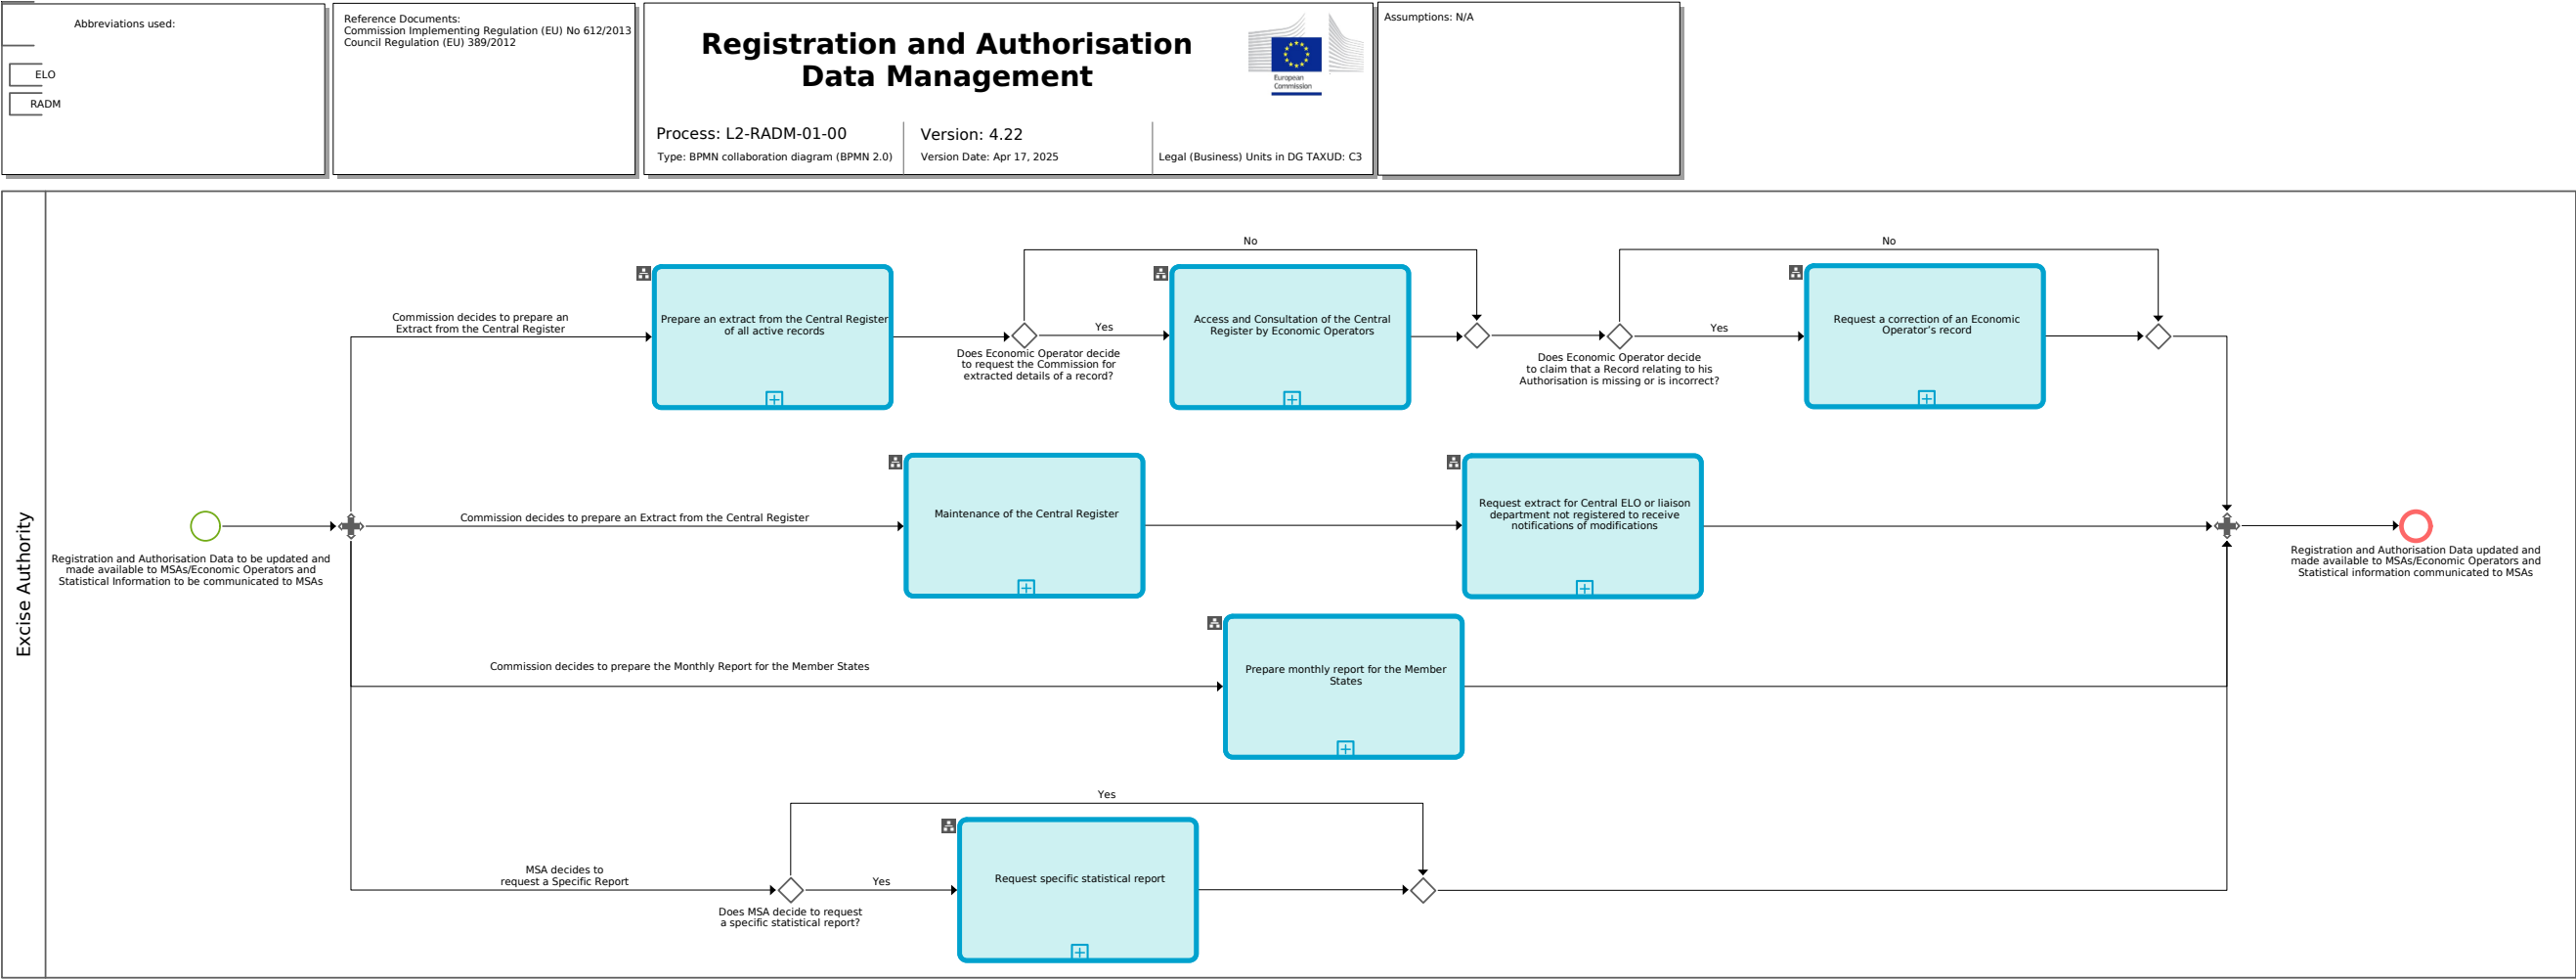 Abbreviations used:
ELO
RADM
Reference Documents:
Commission Implementing Regulation (EU) No 612/2013
Council Regulation (EU) 389/2012
Registration and Authorisation
Data Management
European
Commission
Process: L2-RADM-01-00
Version: 4.22
Type: BPMN collaboration diagram (BPMN 2.0)
Version Date: Apr 17, 2025
Legal (Business) Units in DG TAXUD: C3
Assumptions: N/A
Excise Authority
Registration and Authorisation Data to be updated and
made available to MSAs/Economic Operators and
Statistical Information to be communicated to MSAs
Commission decides to prepare an
Extract from the Central Register
Prepare an extract from the Central Register
of all active records
No
Yes
Does Economic Operator decide
to request the Commission for
extracted details of a record?
Access and Consultation of the Central
Register by Economic Operators
No
Yes
Does Economic Operator decide
to claim that a Record relating to his
Authorisation is missing or is incorrect?
Request a correction of an Economic
Operator’s record
Commission decides to prepare an Extract from the Central Register
Maintenance of the Central Register
Request extract for Central ELO or liaison
department not registered to receive
notifications of modifications
Registration and Authorisation Data updated and
made available to MSAs/Economic Operators and
Statistical information communicated to MSAs
Commission decides to prepare the Monthly Report for the Member States
Prepare monthly report for the Member
States
MSA decides to
request a Specific Report
Yes
Yes
Does MSA decide to request
a specific statistical report?
Request specific statistical report